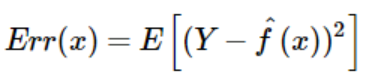 Err(x) = E[(Y − f̂(x))²]